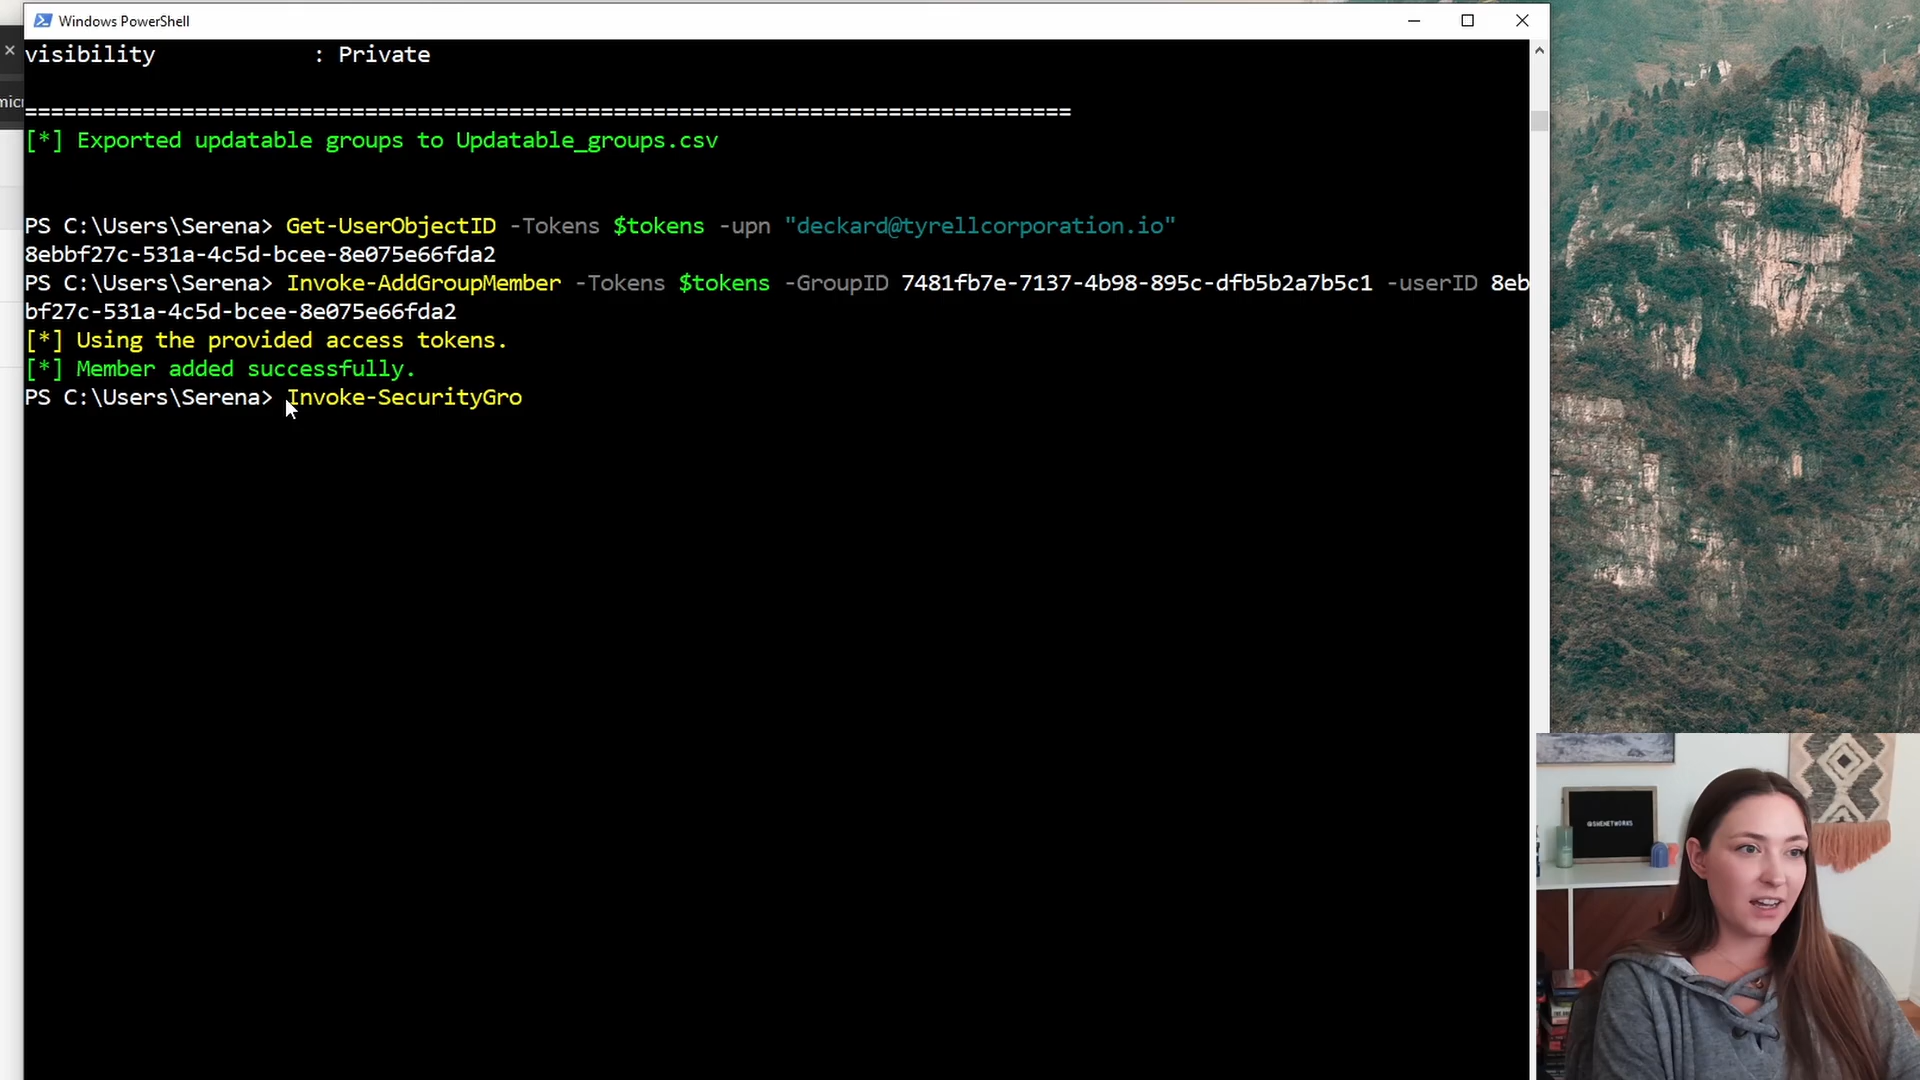 Windows PowerShell
visibility : Private
================================================================================
[*] Exported updatable groups to Updatable_groups.csv
PS C:\Users\Serena> Get-UserObjectID -Tokens $tokens -upn "deckard@tyrellcorporation.io"
8ebbf27c-531a-4c5d-bcee-8e075e66fda2
PS C:\Users\Serena> Invoke-AddGroupMember -Tokens $tokens -GroupID 7481fb7e-7137-4b98-895c-dfb5b2a7b5c1 -userID 8eb
bf27c-531a-4c5d-bcee-8e075e66fda2
[*] Using the provided access tokens.
[*] Member added successfully.
PS C:\Users\Serena> Invoke-SecurityGro
@SHENETWORKS